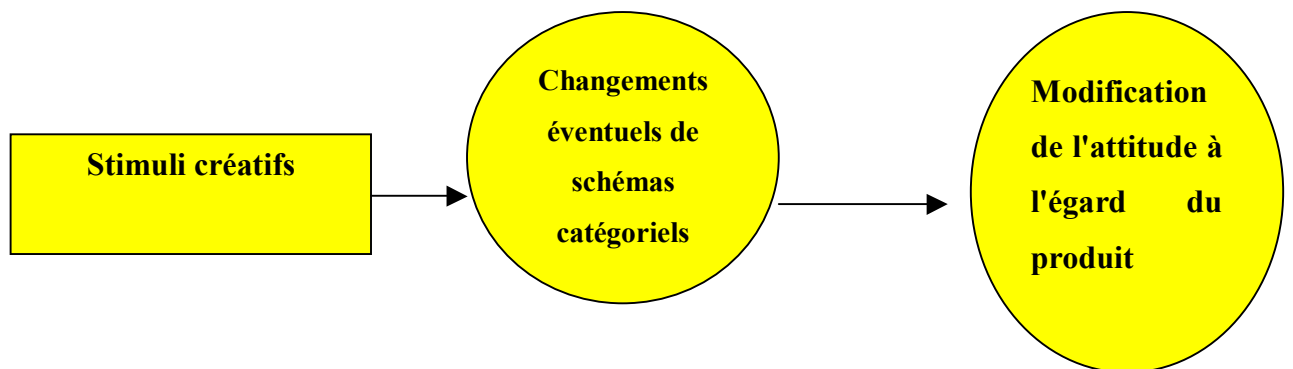 Stimuli créatifs
Changements
éventuels de
schémas
catégoriels
Modification
de l'attitude à
l'égard du
produit